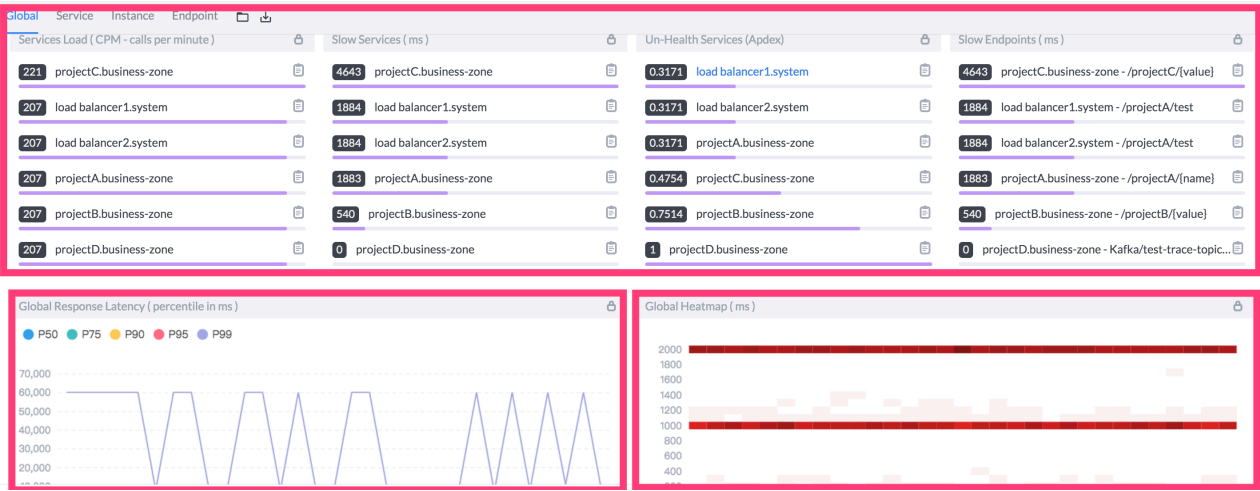 Global Service Instance Endpoint
Services Load ( CPM - calls per minute )
221 projectC.business-zone
207 load balancer1.system
207 load balancer2.system
207 projectA.business-zone
207 projectB.business-zone
207 projectD.business-zone
Slow Services ( ms )
4643 projectC.business-zone
1884 load balancer1.system
1884 load balancer2.system
1883 projectA.business-zone
540 projectB.business-zone
0 projectD.business-zone
Un-Health Services (Apdex)
0.3171 load balancer1.system
0.3171 load balancer2.system
0.3171 projectA.business-zone
0.4754 projectC.business-zone
0.7514 projectB.business-zone
1 projectD.business-zone
Slow Endpoints ( ms )
4643 projectC.business-zone - /projectC/{value}
1884 load balancer1.system - /projectA/test
1884 load balancer2.system - /projectA/test
1883 projectA.business-zone - /projectA/{name}
540 projectB.business-zone - /projectB/{value}
0 projectD.business-zone - Kafka/test-trace-topic...
Global Response Latency ( percentile in ms )
P50 P75 P90 P95 P99
70,000
60,000
50,000
40,000
30,000
20,000
Global Heatmap ( ms )
2000
1800
1600
1400
1200
1000
800
600
400